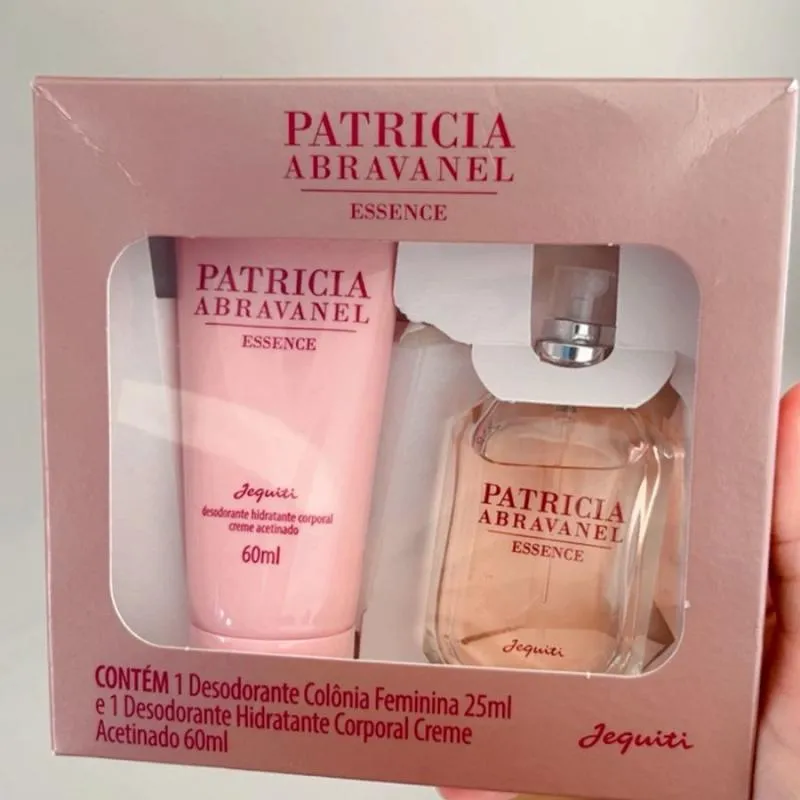 PATRICIA
ABRAVANEL
ESSENCE
PATRICIA
ABRAVANEL
ESSENCE
Jequiti
desodorante hidratante corporal
creme acetinado
60ml
PATRICIA
ABRAVANEL
ESSENCE
Jequiti
CONTÉM 1 Desodorante Colônia Feminina 25ml
e 1 Desodorante Hidratante Corporal Creme
Acetinado 60ml
Jequiti